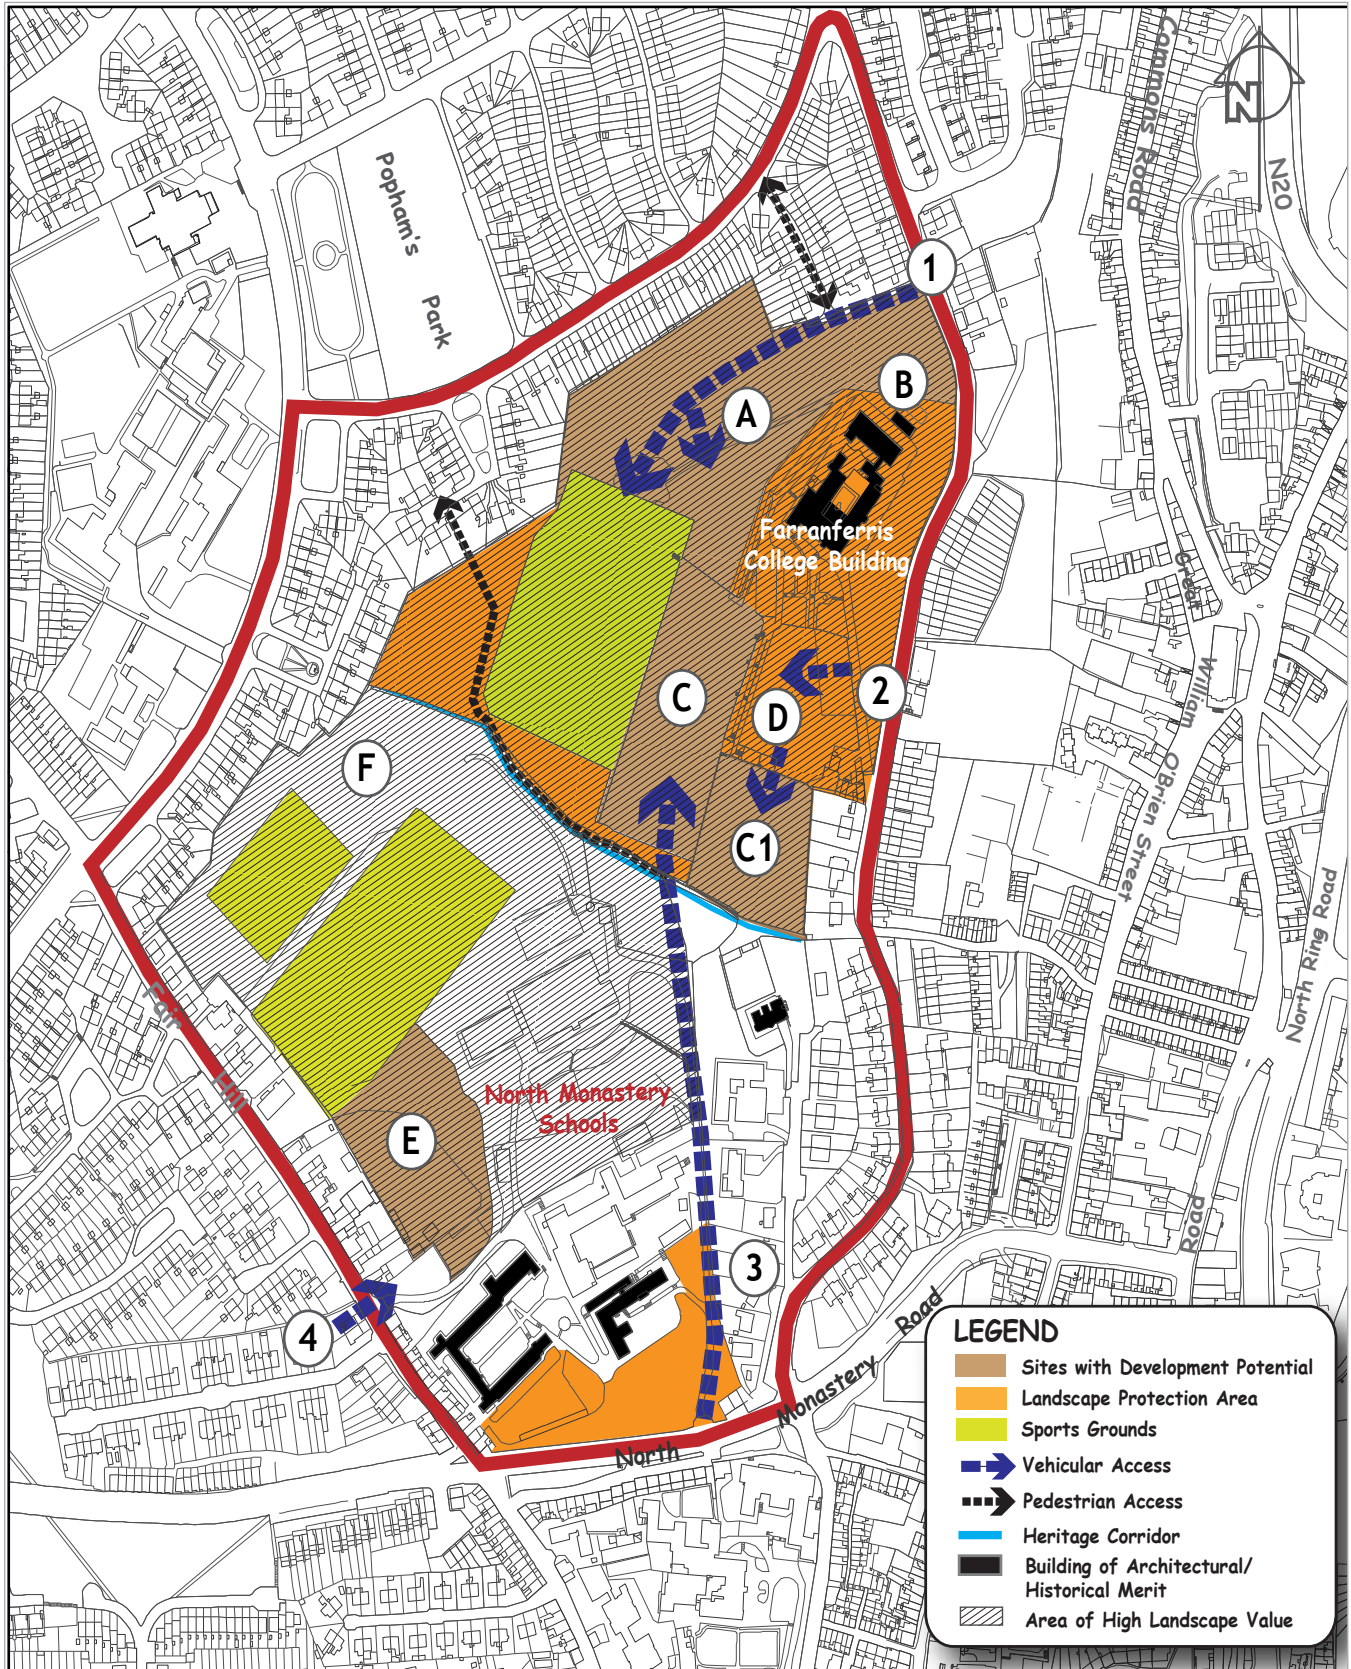 Commons Road
N
N20
Popham's
Park
1
B
A
Farranferris
College Building
Great
William
O'Brien Street
2
C
D
F
C1
North Ring Road
Fair
Hill
North Monastery
Schools
E
Road
3
4
Road
Monastery
North
LEGEND
Sites with Development Potential
Landscape Protection Area
Sports Grounds
Vehicular Access
Pedestrian Access
Heritage Corridor
Building of Architectural/
Historical Merit
Area of High Landscape Value